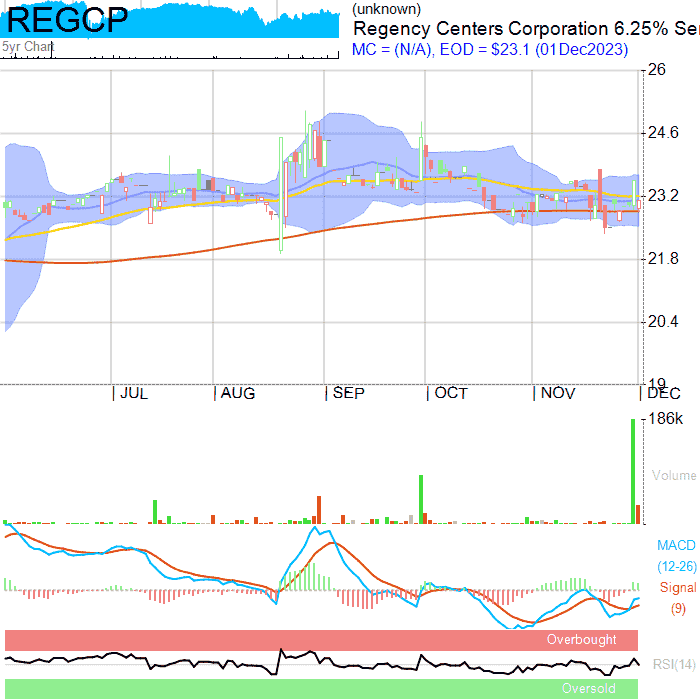 REGCP
5yr Chart
(unknown)
Regency Centers Corporation 6.25% Ser
MC = (N/A), EOD = $23.1 (01Dec2023)
26
24.6
23.2
21.8
20.4
19
JUL
AUG
SEP
OCT
NOV
DEC
186k
Volume
MACD
(12-26)
Signal
(9)
Overbought
RSI(14)
Oversold